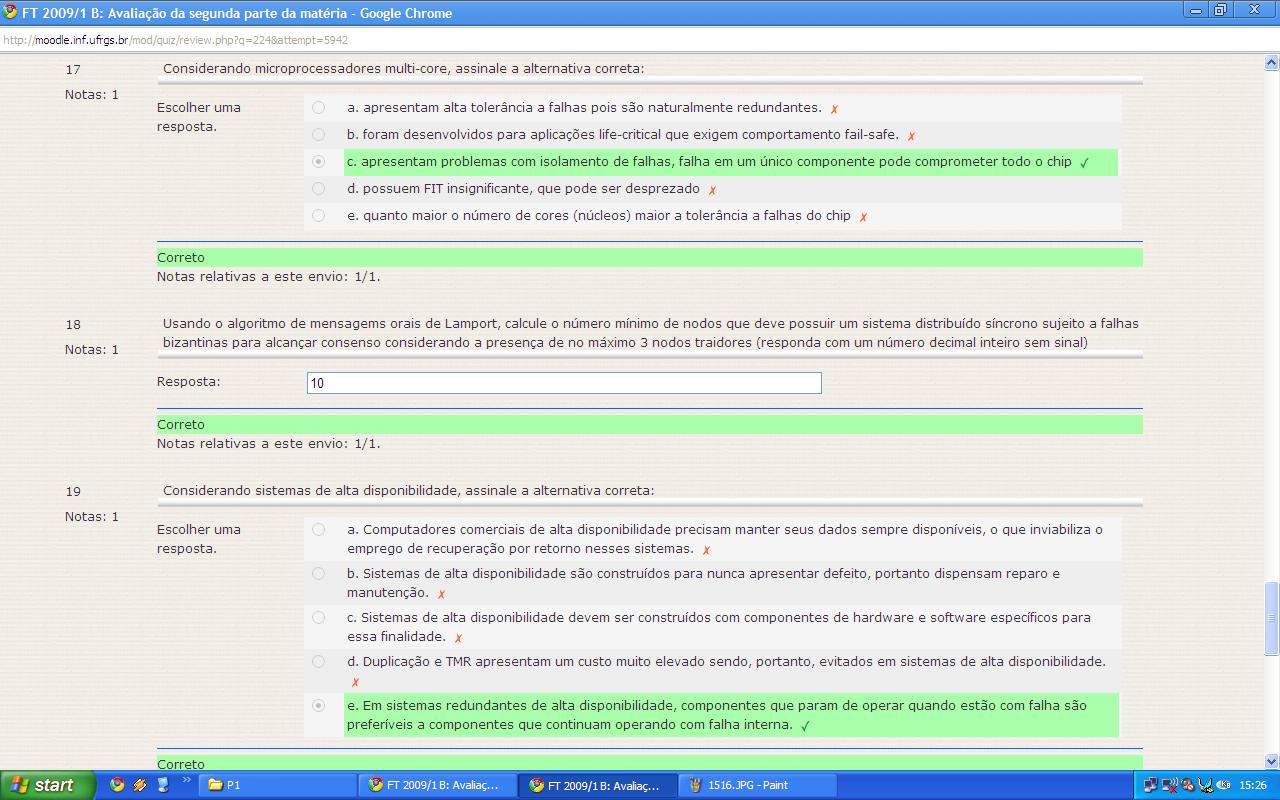 FT 2009/1 B: Avaliação da segunda parte da matéria - Google Chrome
http://moodle.inf.ufrgs.br/mod/quiz/review.php?q=224&attempt=5942
17
Considerando microprocessadores multi-core, assinale a alternativa correta:
Notas: 1
Escolher uma
resposta.
a. apresentam alta tolerância a falhas pois são naturalmente redundantes. ✗
b. foram desenvolvidos para aplicações life-critical que exigem comportamento fail-safe. ✗
c. apresentam problemas com isolamento de falhas, falha em um único componente pode comprometer todo o chip ✓
d. possuem FIT insignificante, que pode ser desprezado ✗
e. quanto maior o número de cores (núcleos) maior a tolerância a falhas do chip ✗
Correto
Notas relativas a este envio: 1/1.
18
Usando o algoritmo de mensagems orais de Lamport, calcule o número mínimo de nodos que deve possuir um sistema distribuído síncrono sujeito a falhas
bizantinas para alcançar consenso considerando a presença de no máximo 3 nodos traidores (responda com um número decimal inteiro sem sinal)
Notas: 1
Resposta:
10
Correto
Notas relativas a este envio: 1/1.
19
Considerando sistemas de alta disponibilidade, assinale a alternativa correta:
Notas: 1
Escolher uma
resposta.
a. Computadores comerciais de alta disponibilidade precisam manter seus dados sempre disponíveis, o que inviabiliza o
emprego de recuperação por retorno nesses sistemas. ✗
b. Sistemas de alta disponibilidade são construídos para nunca apresentar defeito, portanto dispensam reparo e
manutenção. ✗
c. Sistemas de alta disponibilidade devem ser construídos com componentes de hardware e software específicos para
essa finalidade. ✗
d. Duplicação e TMR apresentam um custo muito elevado sendo, portanto, evitados em sistemas de alta disponibilidade.
✗
e. Em sistemas redundantes de alta disponibilidade, componentes que param de operar quando estão com falha são
preferíveis a componentes que continuam operando com falha interna. ✓
Correto
start
P1
FT 2009/1 B: Avaliaç...
FT 2009/1 B: Avaliaç...
1516.JPG - Paint
15:26